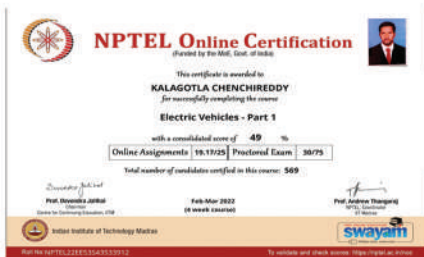 NPTEL Online Certification
(Funded by the MoE, Govt. of India)
This certificate is awarded to
KALAGOTLA CHENCHIREDDY
for successfully completing the course
Electric Vehicles - Part 1
with a consolidated score of 49 %
Online Assignments 19.17/25 Proctored Exam 30/75
Total number of candidates certified in this course: 569
Prof. Devendra Jalihal
Chairman
Centre for Continuing Education, IITM
Feb-Mar 2022
(4 week course)
Prof. Andrew Thangaraj
NPTEL, Coordinator
IIT Madras
Indian Institute of Technology Madras
swayam
Roll No: NPTEL22EE53S43533912
To validate and check scores: https://nptel.ac.in/noc